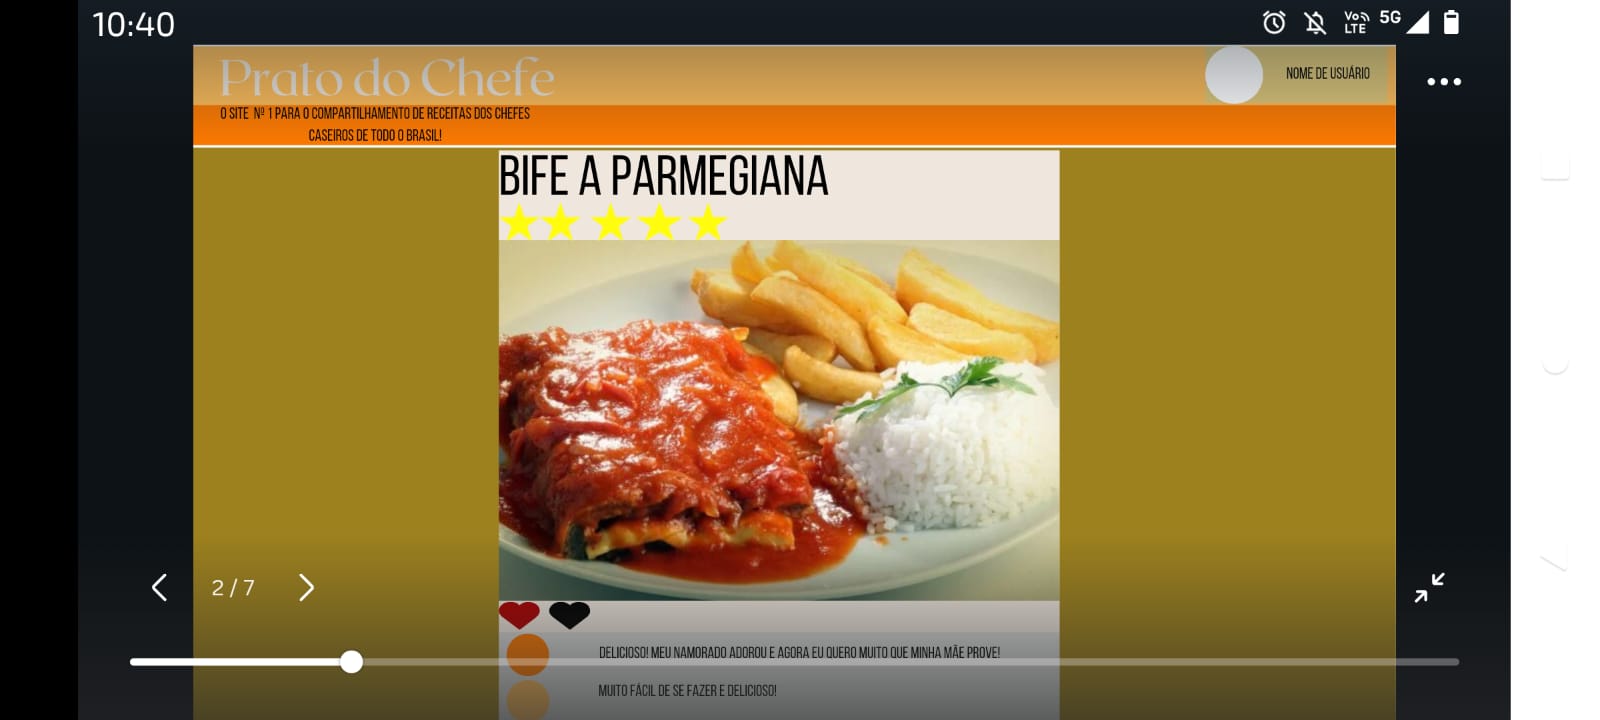 10:40
Vo LTE
5G
Prato do Chefe
NOME DE USUÁRIO
O SITE Nº 1 PARA O COMPARTILHAMENTO DE RECEITAS DOS CHEFES
CASEIROS DE TODO O BRASIL!
BIFE A PARMEGIANA
2 / 7
DELICIOSO! MEU NAMORADO ADOROU E AGORA EU QUERO MUITO QUE MINHA MÃE PROVE!
MUITO FÁCIL DE SE FAZER E DELICIOSO!